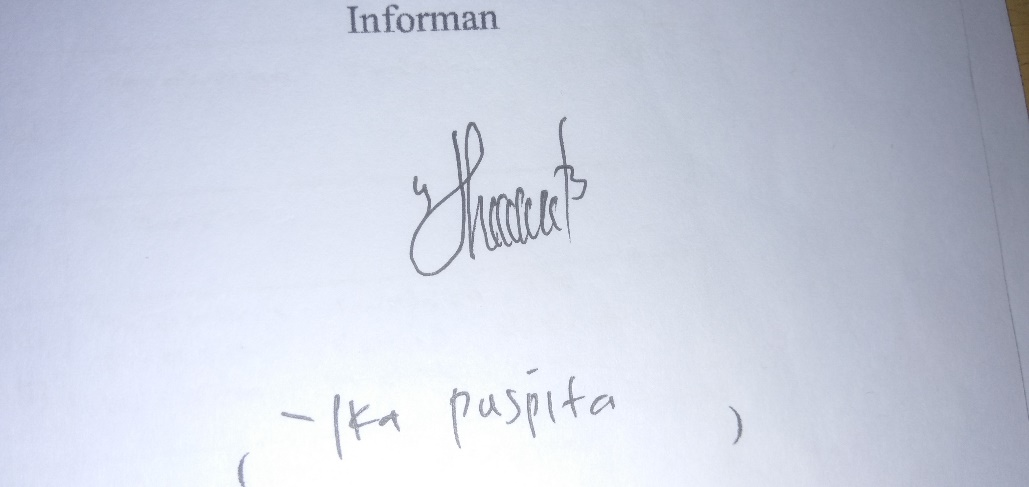 Informan
( Ika puspita )